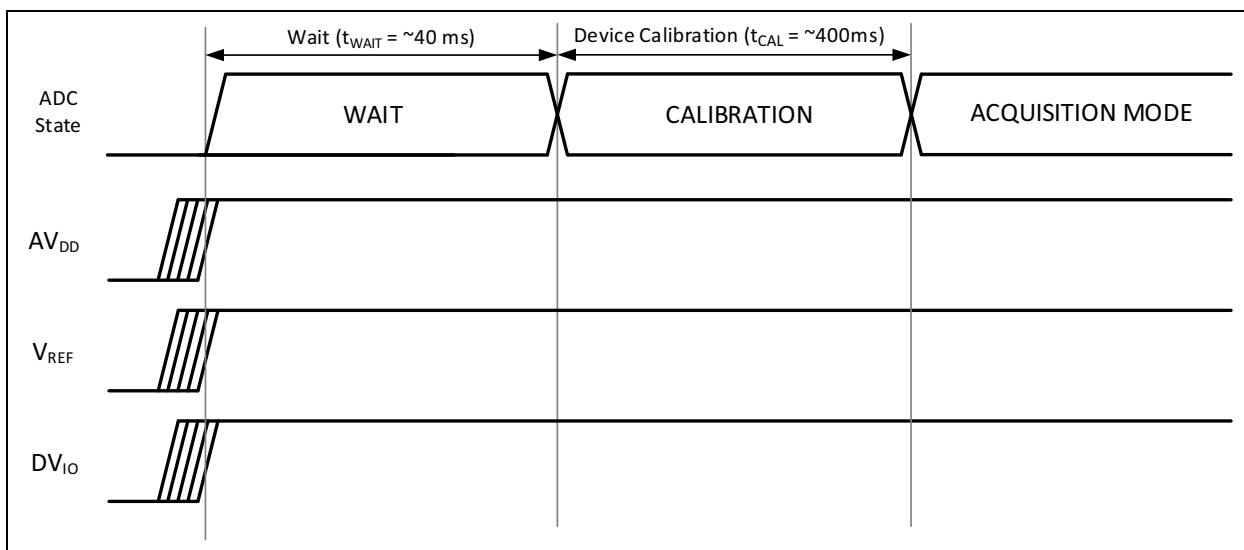 Wait (tWAIT = ~40 ms)
Device Calibration (tCAL = ~400ms)
ADC
State
WAIT
CALIBRATION
ACQUISITION MODE
AVDD
VREF
DVIO